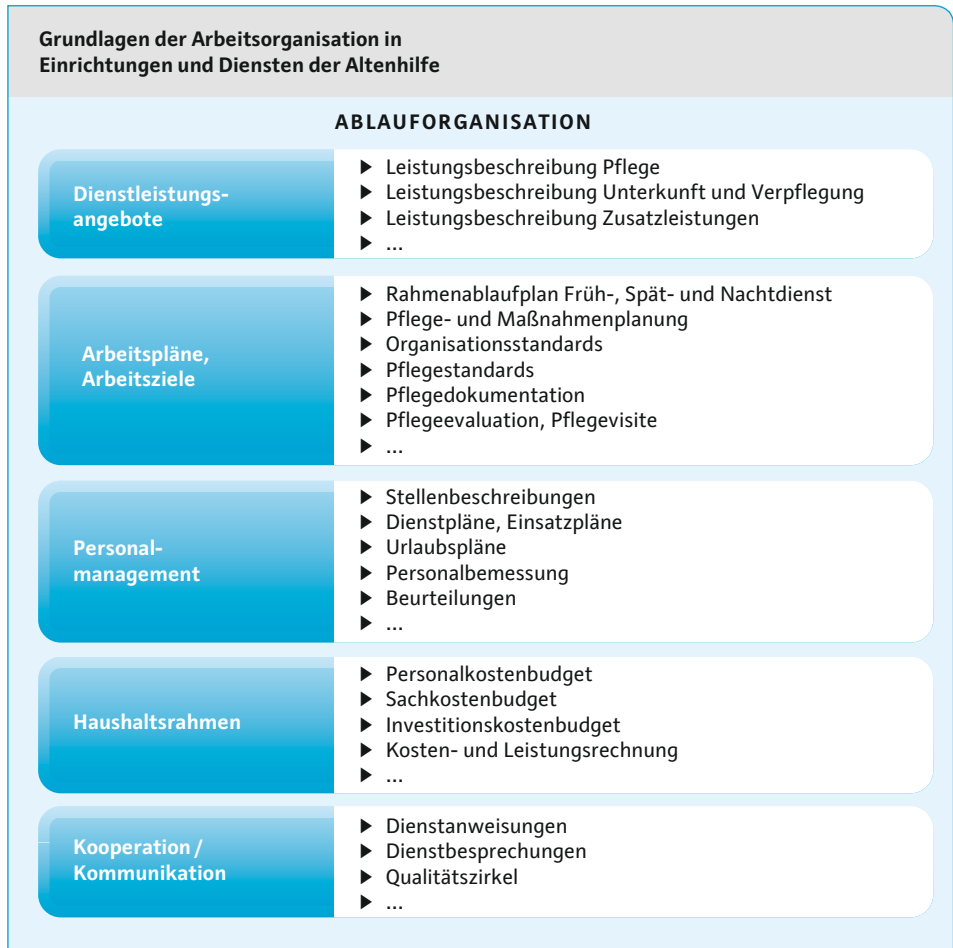 Grundlagen der Arbeitsorganisation in
Einrichtungen und Diensten der Altenhilfe
ABLAUFORGANISATION
Dienstleistungs-
angebote
▶ Leistungsbeschreibung Pflege
▶ Leistungsbeschreibung Unterkunft und Verpflegung
▶ Leistungsbeschreibung Zusatzleistungen
▶ ...
Arbeitspläne,
Arbeitsziele
▶ Rahmenablaufplan Früh-, Spät- und Nachtdienst
▶ Pflege- und Maßnahmenplanung
▶ Organisationsstandards
▶ Pflegestandards
▶ Pflegedokumentation
▶ Pflegeevaluation, Pflegevisite
▶ ...
Personal-
management
▶ Stellenbeschreibungen
▶ Dienstpläne, Einsatzpläne
▶ Urlaubspläne
▶ Personalbemessung
▶ Beurteilungen
▶ ...
Haushaltsrahmen
▶ Personalkostenbudget
▶ Sachkostenbudget
▶ Investitionskostenbudget
▶ Kosten- und Leistungsrechnung
▶ ...
Kooperation /
Kommunikation
▶ Dienstanweisungen
▶ Dienstbesprechungen
▶ Qualitätszirkel
▶ ...